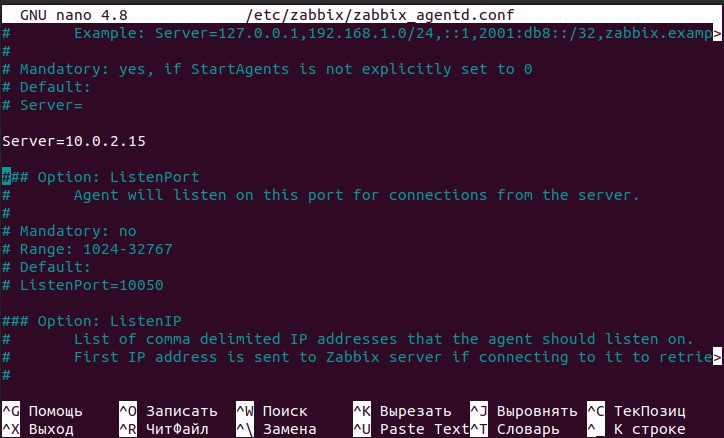 GNU nano 4.8 /etc/zabbix/zabbix_agentd.conf
# Example: Server=127.0.0.1,192.168.1.0/24,::1,2001:db8::/32,zabbix.examp>
#
# Mandatory: yes, if StartAgents is not explicitly set to 0
# Default:
# Server=
Server=10.0.2.15
### Option: ListenPort
# Agent will listen on this port for connections from the server.
#
# Mandatory: no
# Range: 1024-32767
# Default:
# ListenPort=10050
### Option: ListenIP
# List of comma delimited IP addresses that the agent should listen on.
# First IP address is sent to Zabbix server if connecting to it to retrie>
#
^G Помощь ^O Записать ^W Поиск ^K Вырезать ^J Выровнять ^C ТекПозиц
^X Выход ^R ЧитФайл ^\ Замена ^U Paste Text ^T Словарь ^_ К строке